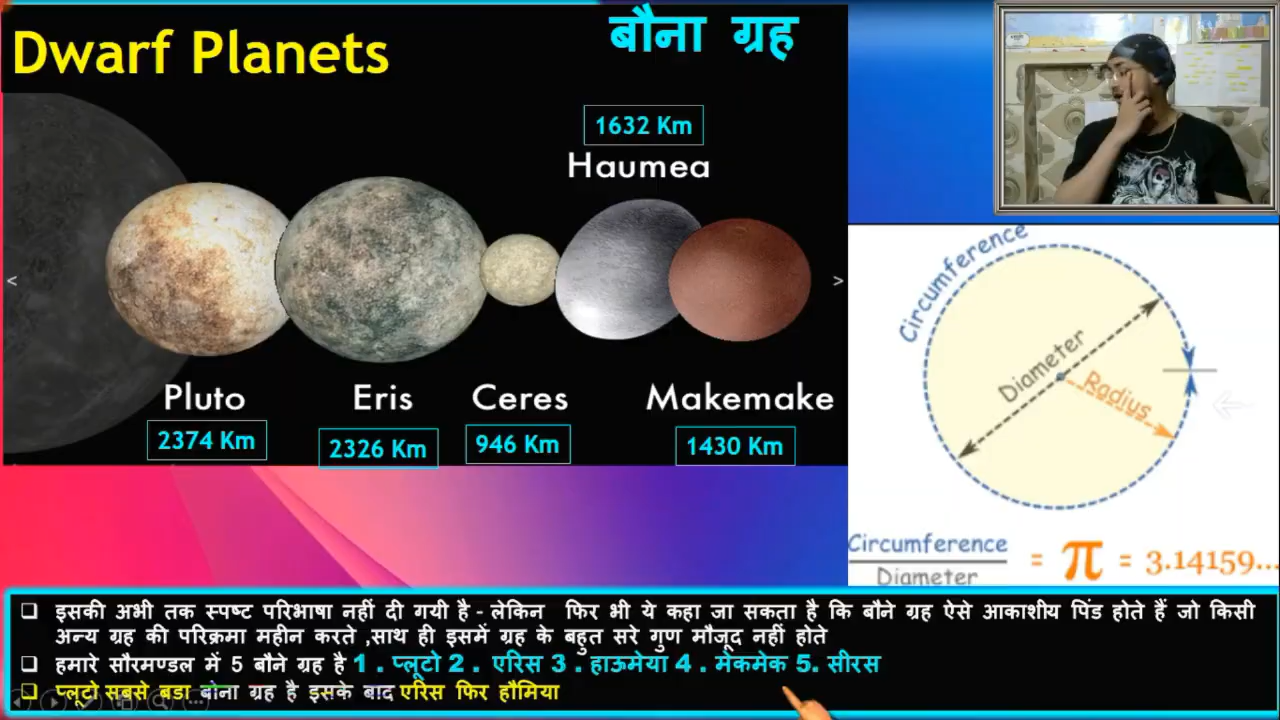 Dwarf Planets
बौना ग्रह
1632 Km
Haumea
Pluto
Eris
Ceres
Makemake
2374 Km
2326 Km
946 Km
1430 Km
Circumference
Diameter
Radius
Circumference
Diameter
= π = 3.14159...
इसकी अभी तक स्पष्ट परिभाषा नहीं दी गयी है - लेकिन फिर भी ये कहा जा सकता है कि बौने ग्रह ऐसे आकाशीय पिंड होते हैं जो किसी
अन्य ग्रह की परिक्रमा महीन करते ,साथ ही इसमें ग्रह के बहुत सरे गुण मौजूद नहीं होते
हमारे सौरमण्डल में 5 बौने ग्रह है 1 . प्लूटो 2 . एरिस 3 . हाऊमेया 4 . मेकमेक 5. सीरस
प्लूटो सबसे बडा बोना ग्रह है इसके बाद एरिस फिर हौमिया